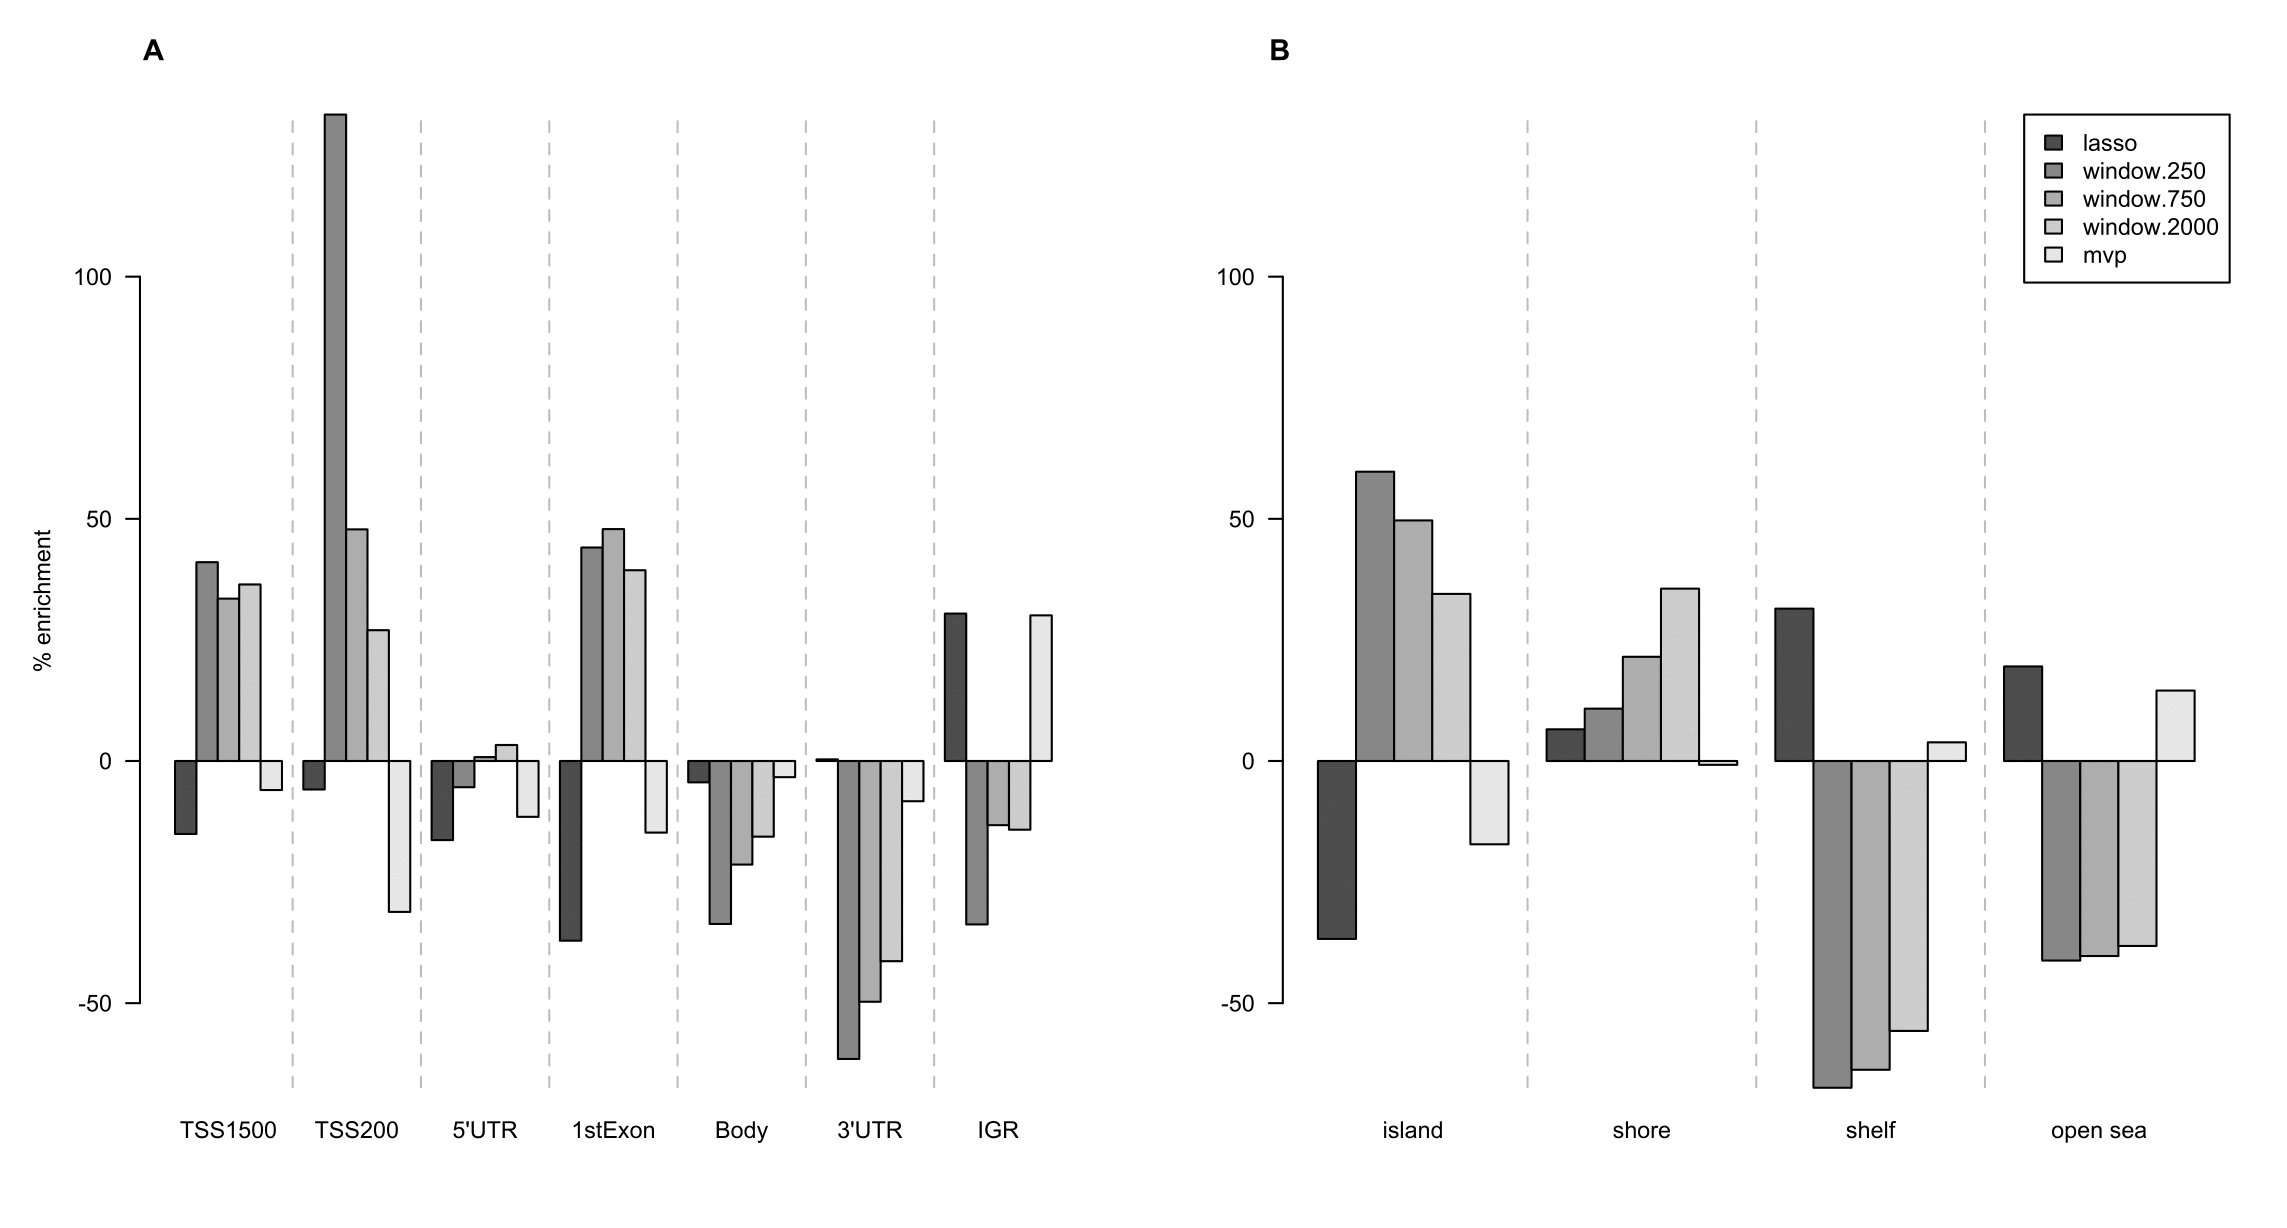 A
B
lasso
window.250
window.750
window.2000
mvp
% enrichment
100
50
0
-50
100
50
0
-50
TSS1500 TSS200 5'UTR 1stExon Body 3'UTR IGR
island shore shelf open sea